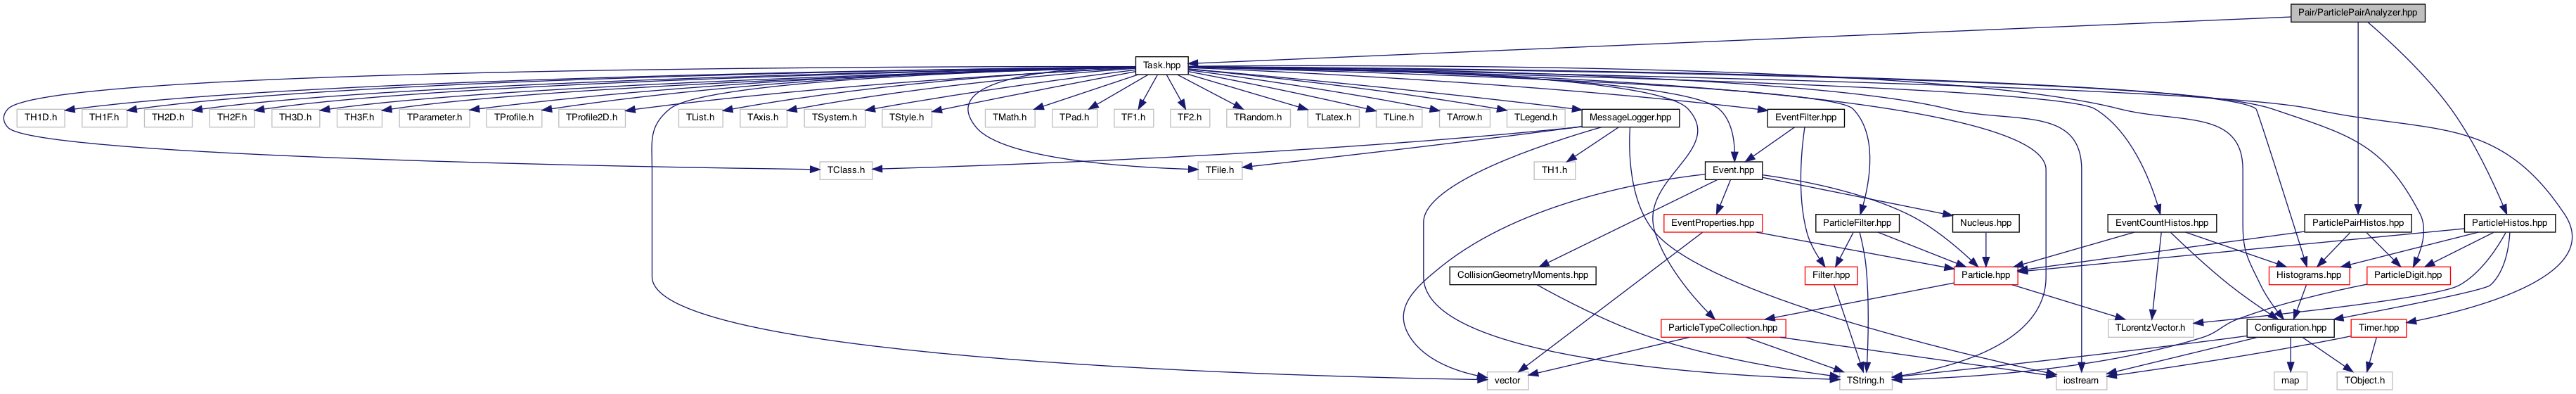 Pair/ParticlePairAnalyzer.hpp
Task.hpp
TH1D.h
TH1F.h
TH2D.h
TH2F.h
TH3D.h
TH3F.h
TParameter.h
TProfile.h
TProfile2D.h
TList.h
TAxis.h
TSystem.h
TStyle.h
TMath.h
TPad.h
TF1.h
TF2.h
TRandom.h
TLatex.h
TLine.h
TArrow.h
TLegend.h
MessageLogger.hpp
EventFilter.hpp
TClass.h
TFile.h
TH1.h
Event.hpp
EventProperties.hpp
ParticleFilter.hpp
Nucleus.hpp
EventCountHistos.hpp
ParticlePairHistos.hpp
ParticleHistos.hpp
CollisionGeometryMoments.hpp
Filter.hpp
Particle.hpp
Histograms.hpp
ParticleDigit.hpp
ParticleTypeCollection.hpp
TLorentzVector.h
Configuration.hpp
Timer.hpp
vector
TString.h
iostream
map
TObject.h